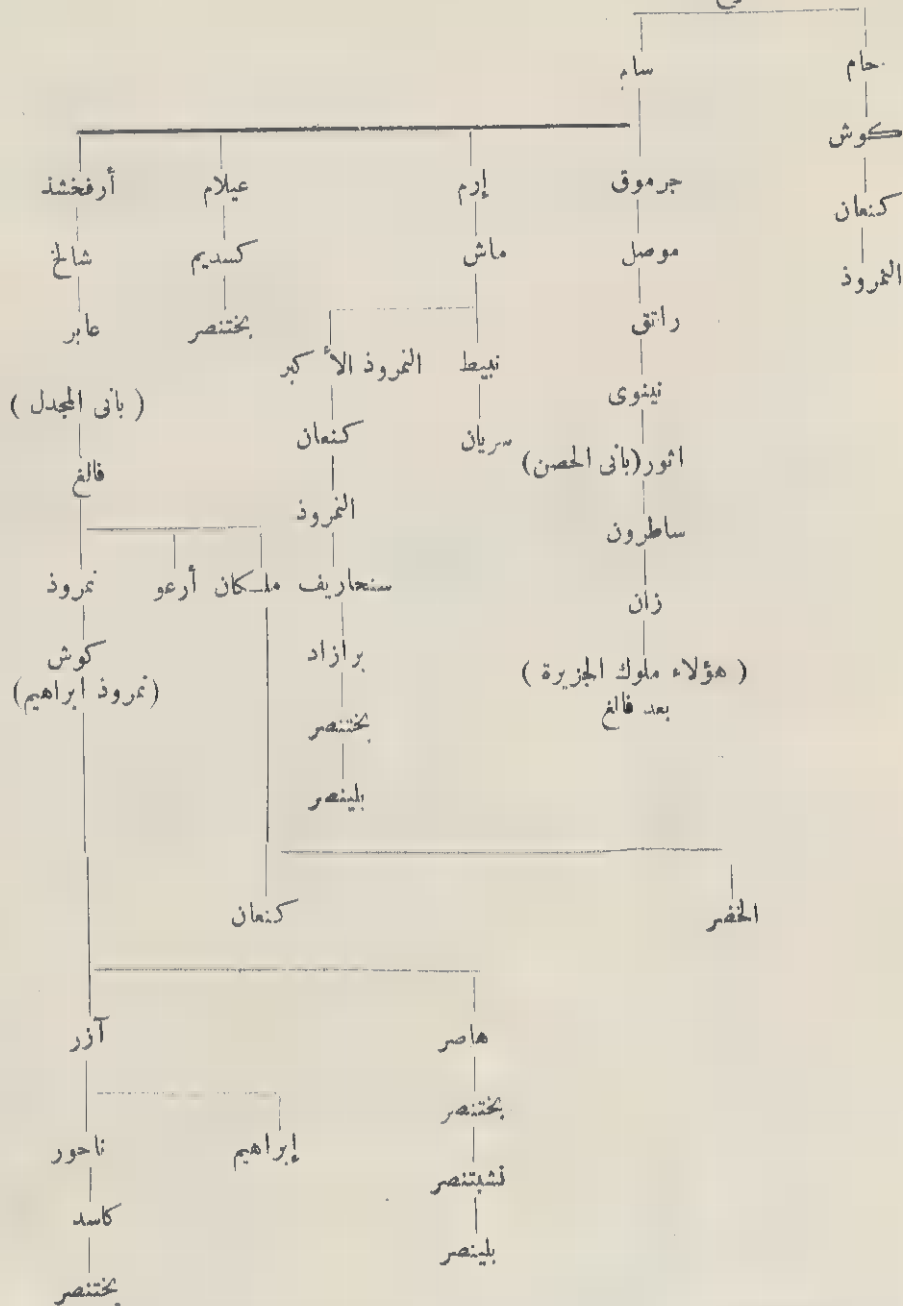 حام
سام
كوش
جرموق
إرم
عيلام
أرفخشذ
كنعان
موصل
ماش
كسديم
شالخ
النمروذ
راتق
بختنصر
عابر
نبيط
النمروذ الأكبر
نينوى
( بانى المجدل )
اثور (بانى الحصن)
سريان
كنعان
فالغ
ساطرون
النمروذ
زان
سنحاريف
ملكان
أرعو
نمروذ
( هؤلاء ملوك الجزيرة )
بعد فالغ
برازاد
كوش
(نمروذ ابراهيم)
بختنصر
بلينصر
الخضر
كنعان
هاصر
آزر
بختنصر
إبراهيم
ناحور
نشبتنصر
كاسد
بلينصر
بختنصر